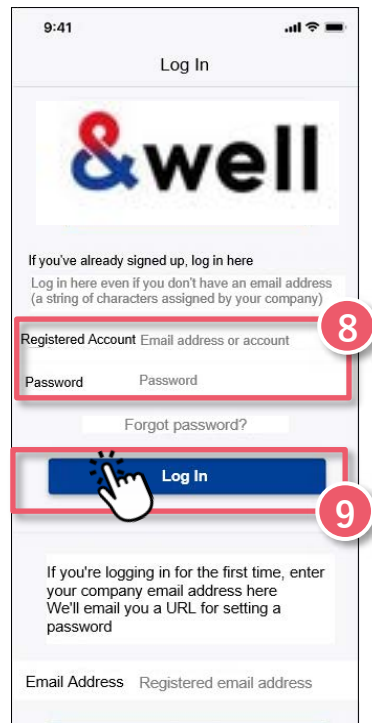 9:41
Log In
&well
If you've already signed up, log in here
Log in here even if you don't have an email address
(a string of characters assigned by your company)
8
Registered Account Email address or account
Password Password
Forgot password?
Log In
9
If you're logging in for the first time, enter
your company email address here
We'll email you a URL for setting a
password
Email Address Registered email address